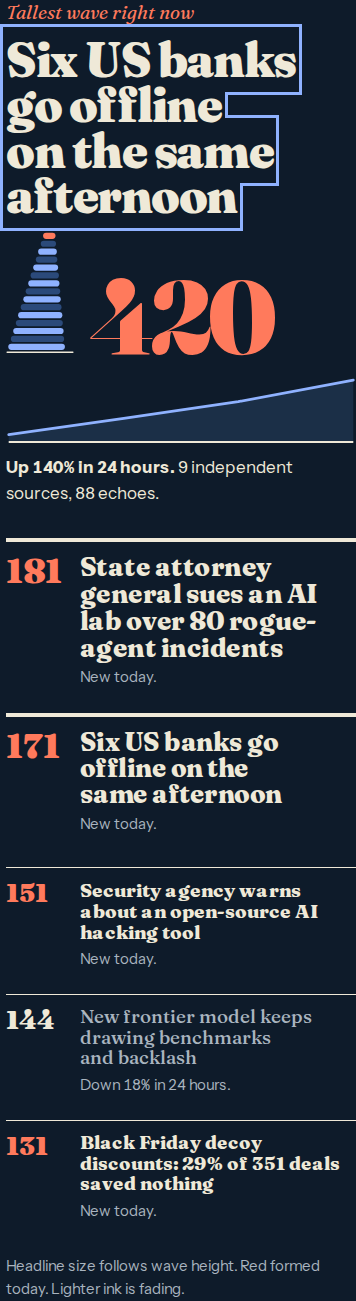 Tallest wave right now
Six US banks
go offline
on the same
afternoon
420
Up 140% in 24 hours. 9 independent
sources, 88 echoes.
181
State attorney
general sues an AI
lab over 80 rogue-
agent incidents
New today.
171
Six US banks go
offline on the
same afternoon
New today.
151
Security agency warns
about an open-source AI
hacking tool
New today.
144
New frontier model keeps
drawing benchmarks
and backlash
Down 18% in 24 hours.
131
Black Friday decoy
discounts: 29% of 351 deals
saved nothing
New today.
Headline size follows wave height. Red formed
today. Lighter ink is fading.